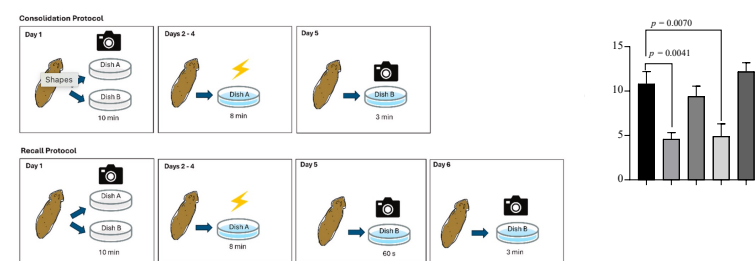 Consolidation Protocol
Day 1
Dish A
Shapes
Dish B
10 min
Days 2 - 4
Dish A
8 min
Day 5
Dish B
3 min
Recall Protocol
Day 1
Dish A
Dish B
10 min
Days 2 - 4
Dish A
8 min
Day 5
Dish B
60 s
Day 6
Dish B
3 min
p = 0.0070
p = 0.0041
15
10
5
0